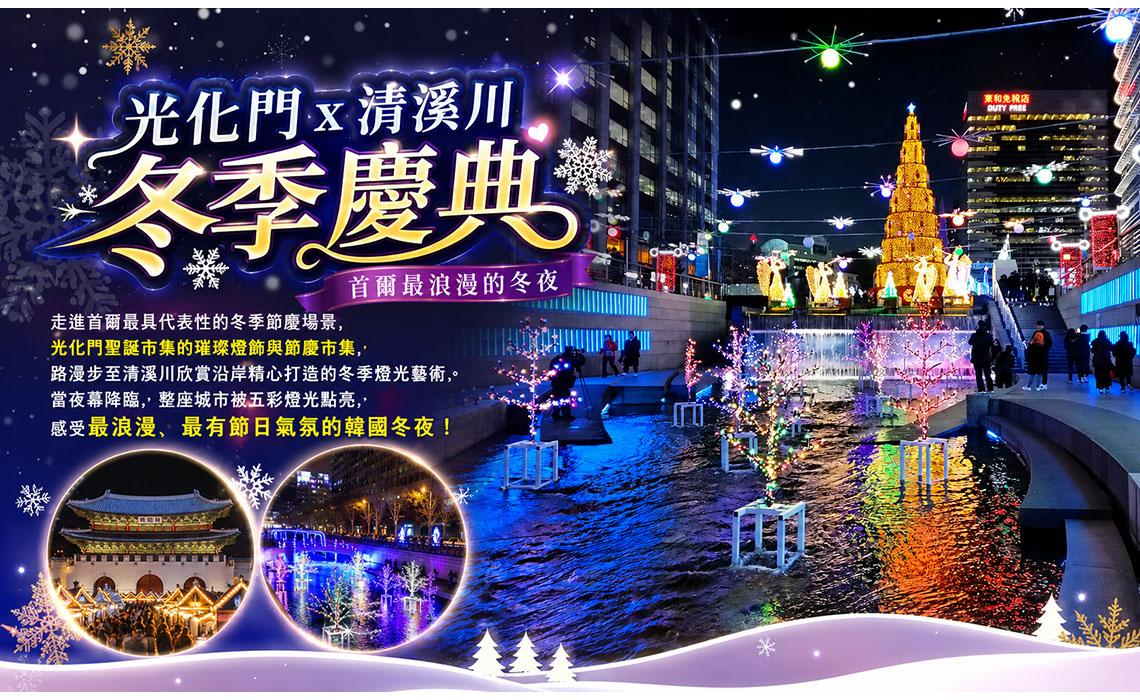 光化門 x 清溪川
冬季慶典
首爾最浪漫的冬夜
走進首爾最具代表性的冬季節慶場景,
光化門聖誕市集的璀璨燈飾與節慶市集,,
路漫步至清溪川欣賞沿岸精心打造的冬季燈光藝術,。
當夜幕降臨,, 整座城市被五彩燈光點亮,,
感受最浪漫、最有節日氣氛的韓國冬夜！
東和免稅店
DUTY FREE